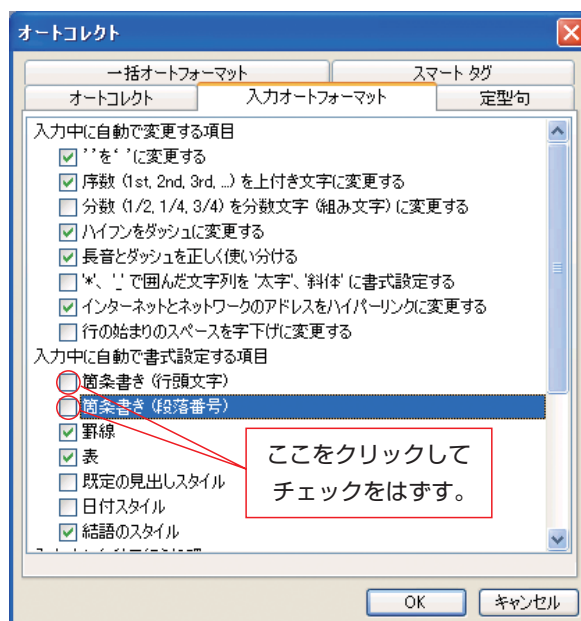 オートコレクト
一括オートフォーマット
スマート タグ
オートコレクト
入力オートフォーマット
定型句
入力中に自動で変更する項目
' 'を' 'に変更する
序数 (1st, 2nd, 3rd, ...) を上付き文字に変更する
分数 (1/2, 1/4, 3/4) を分数文字 (組み文字) に変更する
ハイフンをダッシュに変更する
長音とダッシュを正しく使い分ける
'*'、'_' で囲んだ文字列を '太字'、'斜体' に書式設定する
インターネットとネットワークのアドレスをハイパーリンクに変更する
行の始まりのスペースを字下げに変更する
入力中に自動で書式設定する項目
箇条書き (行頭文字)
箇条書き (段落番号)
罫線
表
既定の見出しスタイル
日付スタイル
結語のスタイル
ここをクリックして
チェックをはずす。
OK
キャンセル